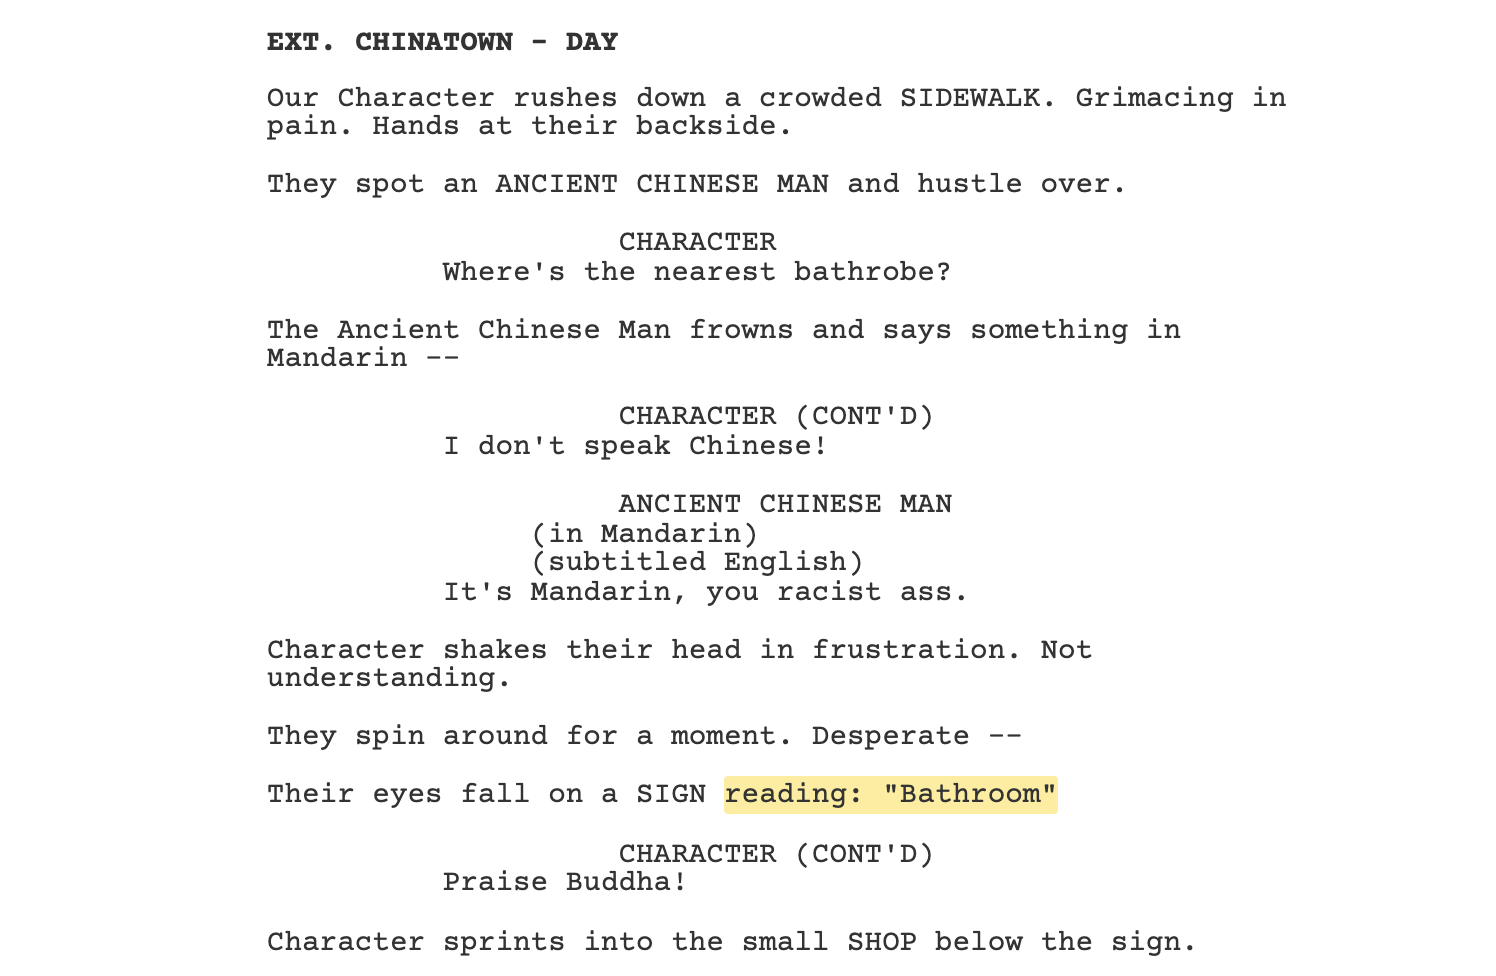 EXT. CHINATOWN - DAY
Our Character rushes down a crowded SIDEWALK. Grimacing in
pain. Hands at their backside.
They spot an ANCIENT CHINESE MAN and hustle over.
CHARACTER
Where's the nearest bathrobe?
The Ancient Chinese Man frowns and says something in
Mandarin --
CHARACTER (CONT'D)
I don't speak Chinese!
ANCIENT CHINESE MAN
(in Mandarin)
(subtitled English)
It's Mandarin, you racist ass.
Character shakes their head in frustration. Not
understanding.
They spin around for a moment. Desperate --
Their eyes fall on a SIGN reading: "Bathroom"
CHARACTER (CONT'D)
Praise Buddha!
Character sprints into the small SHOP below the sign.